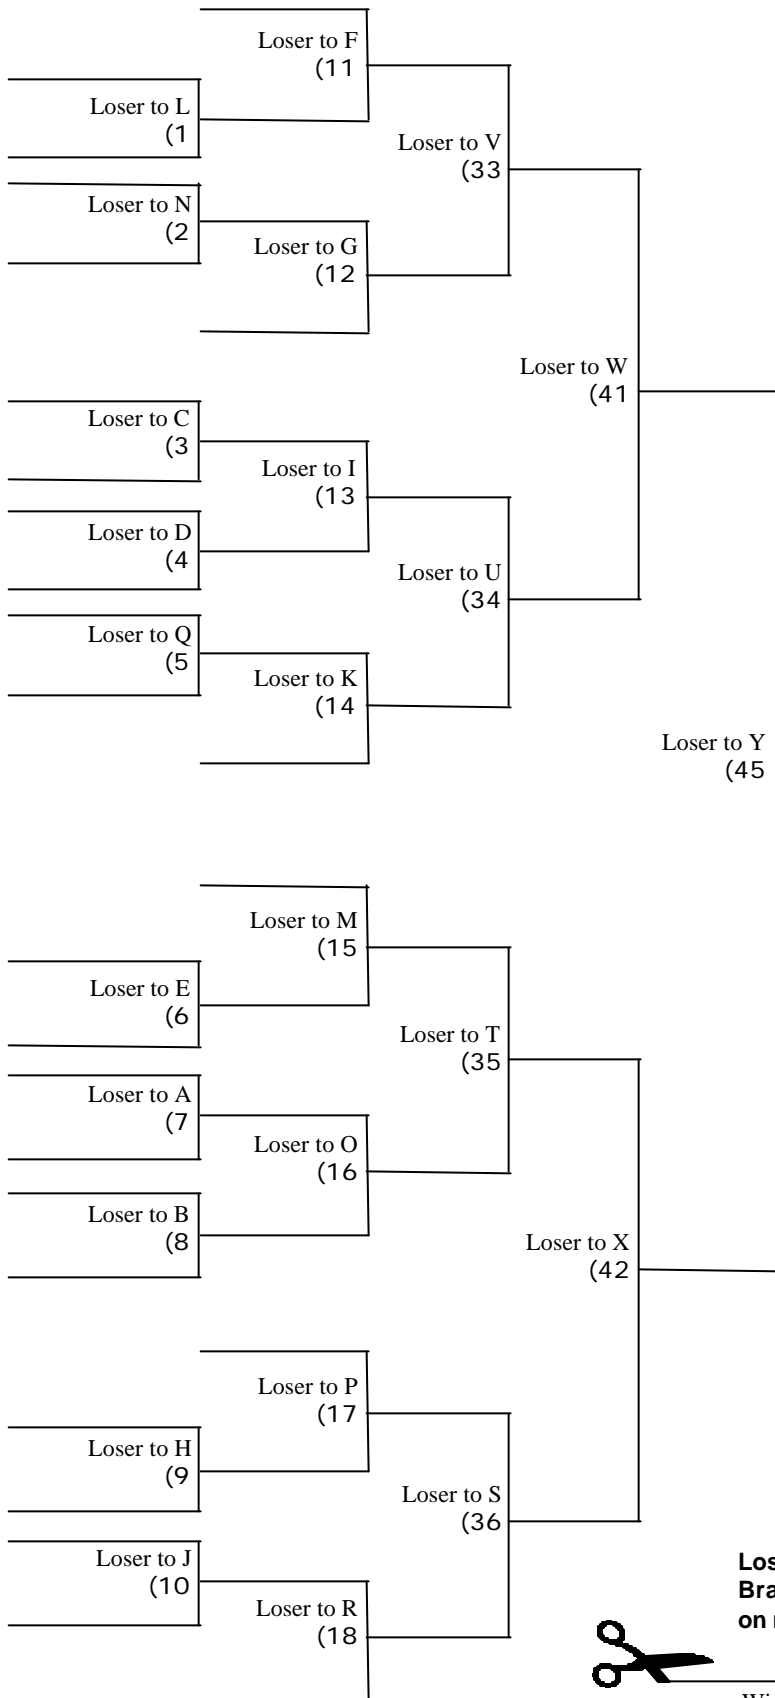 Loser to F
(11
Loser to L
(1
Loser to V
(33
Loser to N
(2
Loser to G
(12
Loser to W
(41
Loser to C
(3
Loser to I
(13
Loser to D
(4
Loser to U
(34
Loser to Q
(5
Loser to K
(14
Loser to Y
(45
Loser to M
(15
Loser to E
(6
Loser to T
(35
Loser to A
(7
Loser to O
(16
Loser to B
(8
Loser to X
(42
Loser to P
(17
Loser to H
(9
Loser to S
(36
Loser to J
(10
Loser to R
(18
Los
Bra
on